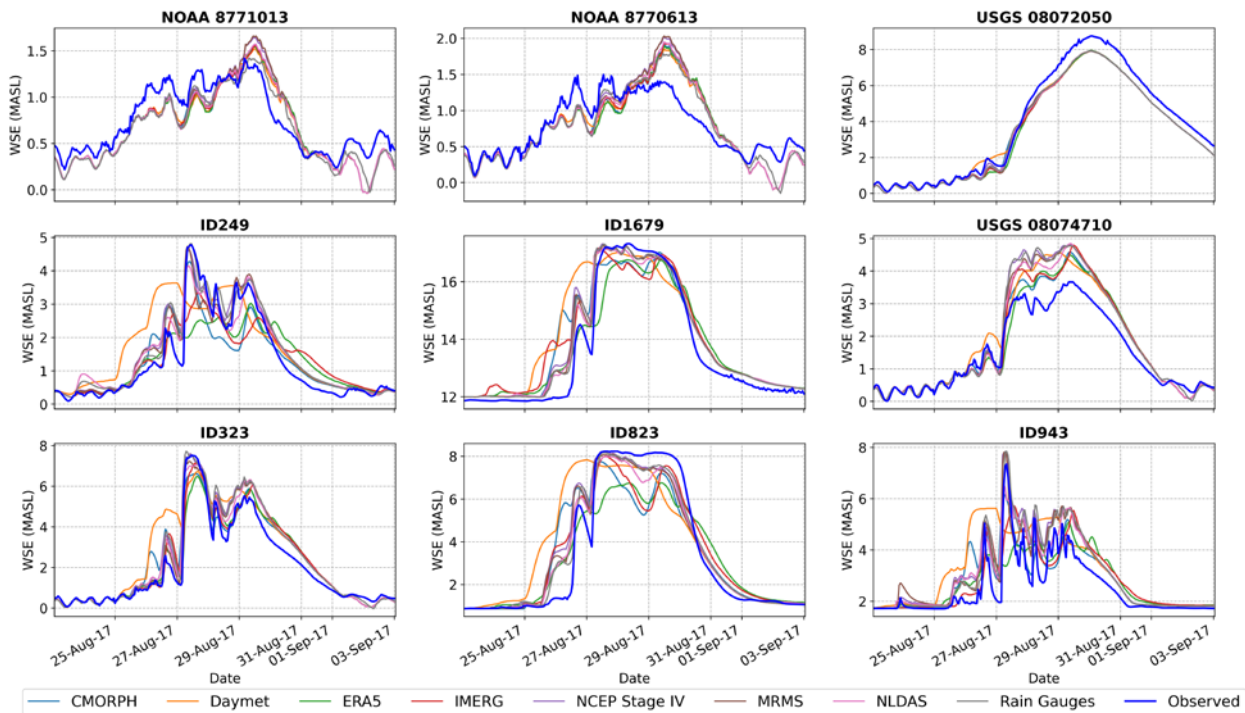 NOAA 8771013 NOAA 8770613 USGS 08072050
WSE (MASL) 1.5 1.0 0.5 0.0
WSE (MASL) 2.0 1.5 1.0 0.5 0.0
WSE (MASL) 8 6 4 2 0
ID249 ID1679 USGS 08074710
WSE (MASL) 5 4 3 2 1 0
WSE (MASL) 16 14 12
WSE (MASL) 5 4 3 2 1 0
ID323 ID823 ID943
WSE (MASL) 8 6 4 2 0
WSE (MASL) 8 6 4 2
WSE (MASL) 8 6 4 2
25-Aug-17 27-Aug-17 29-Aug-17 31-Aug-17 01-Sep-17 03-Sep-17
25-Aug-17 27-Aug-17 29-Aug-17 31-Aug-17 01-Sep-17 03-Sep-17
25-Aug-17 27-Aug-17 29-Aug-17 31-Aug-17 01-Sep-17 03-Sep-17
Date Date Date
CMORPH Daymet ERA5 IMERG NCEP Stage IV MRMS NLDAS Rain Gauges Observed